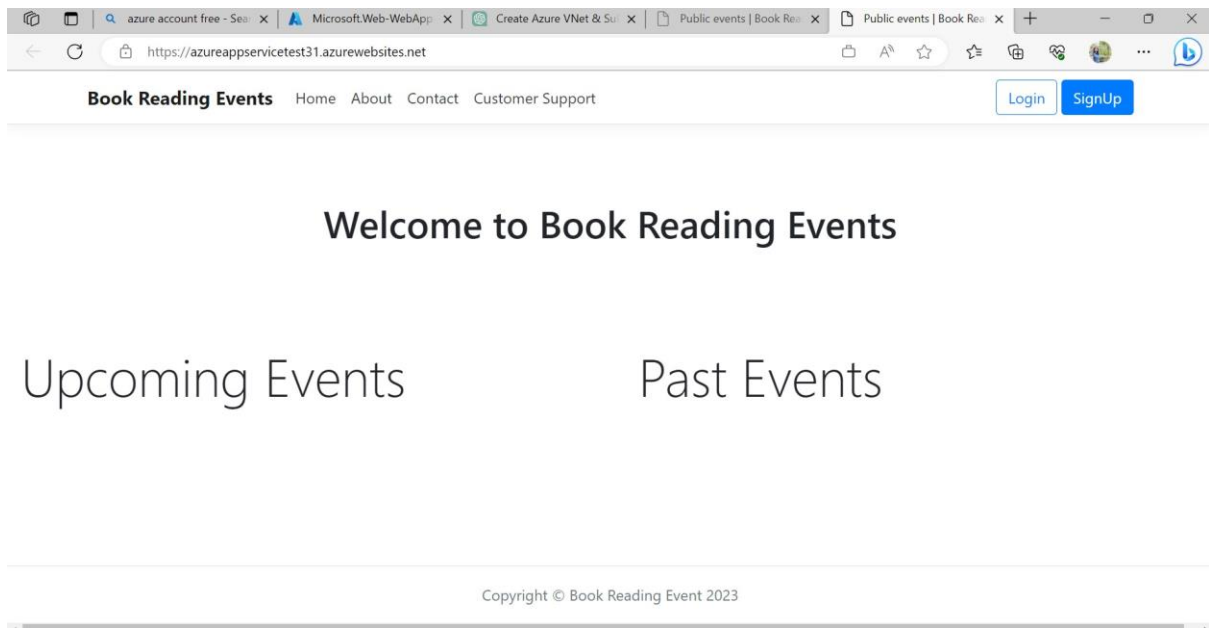 azure account free - Sea
Microsoft.Web-WebApp
Create Azure VNet & Su
Public events | Book Rea
Public events | Book Rea
https://azureappservicetest31.azurewebsites.net
Book Reading Events Home About Contact Customer Support Login SignUp
Welcome to Book Reading Events
Upcoming Events
Past Events
Copyright © Book Reading Event 2023